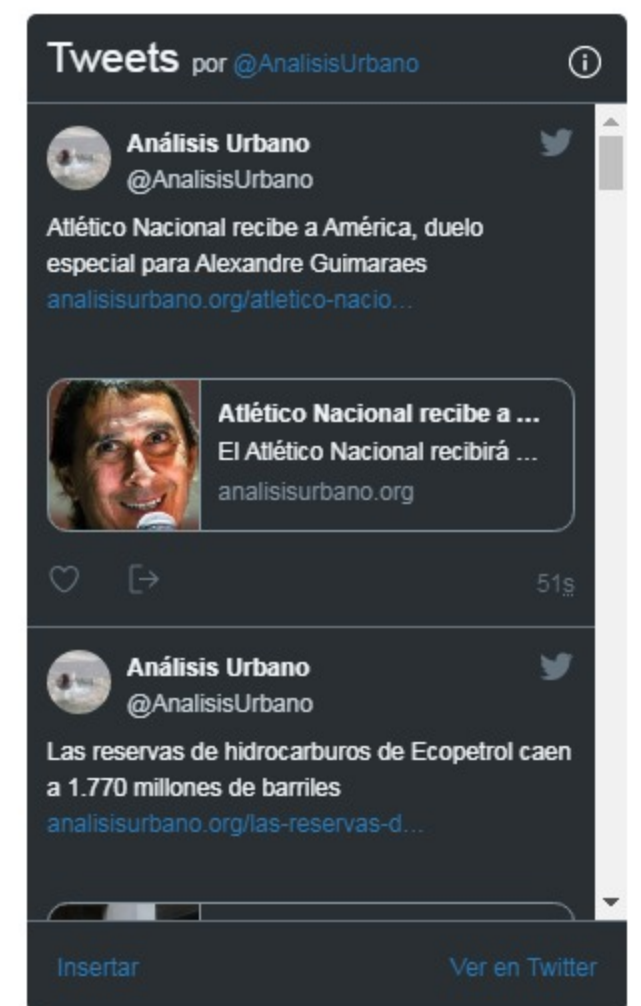 Tweets por @AnalisisUrbano
Análisis Urbano
@AnalisisUrbano
Atlético Nacional recibe a América, duelo
especial para Alexandre Guimaraes
analisisurbano.org/atletico-nacio...
Atlético Nacional recibe a ...
El Atlético Nacional recibirá ...
analisisurbano.org
51s
Análisis Urbano
@AnalisisUrbano
Las reservas de hidrocarburos de Ecopetrol caen
a 1.770 millones de barriles
analisisurbano.org/las-reservas-d...
Insertar
Ver en Twitter